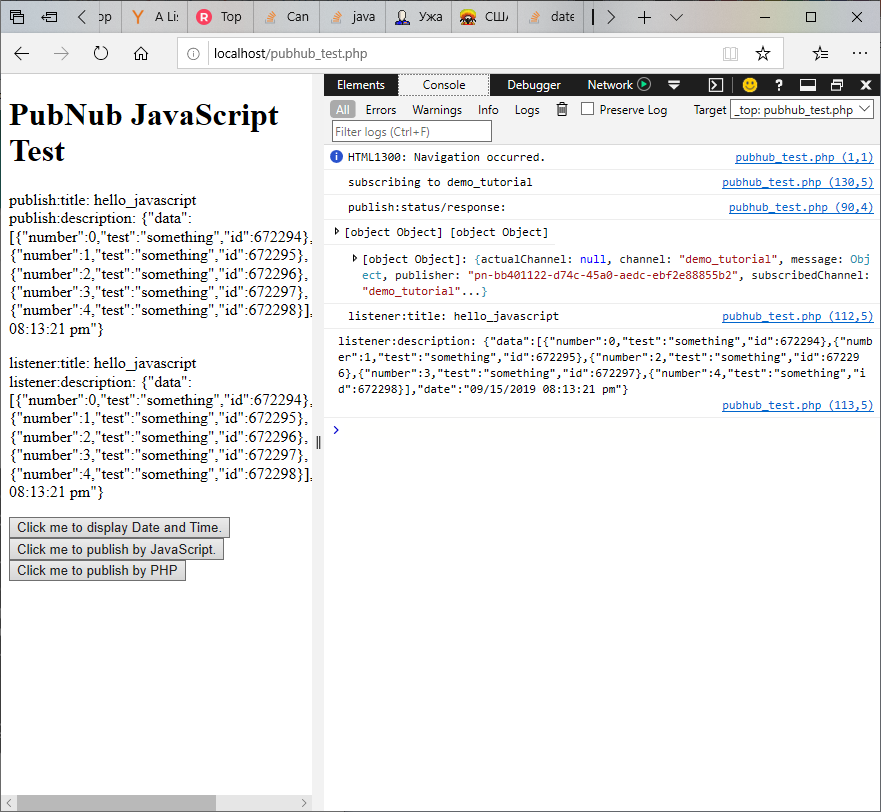 op
A Lis
Top
Can
java
Ужа
США
date
localhost/pubhub_test.php
PubNub JavaScript
Test
publish:title: hello_javascript
publish:description: {"data":
[{"number":0,"test":"something","id":672294},
{"number":1,"test":"something","id":672295},
{"number":2,"test":"something","id":672296},
{"number":3,"test":"something","id":672297},
{"number":4,"test":"something","id":672298}],
08:13:21 pm"}
listener:title: hello_javascript
listener:description: {"data":
[{"number":0,"test":"something","id":672294},
{"number":1,"test":"something","id":672295},
{"number":2,"test":"something","id":672296},
{"number":3,"test":"something","id":672297},
{"number":4,"test":"something","id":672298}],
08:13:21 pm"}
Click me to display Date and Time.
Click me to publish by JavaScript.
Click me to publish by PHP
Elements Console Debugger Network
All Errors Warnings Info Logs Preserve Log Target _top: pubhub_test.php
Filter logs (Ctrl+F)
HTML1300: Navigation occurred. pubhub_test.php (1,1)
subscribing to demo_tutorial pubhub_test.php (130,5)
publish:status/response: pubhub_test.php (90,4)
[object Object] [object Object]
[object Object]: {actualChannel: null, channel: "demo_tutorial", message: Obj
ect, publisher: "pn-bb401122-d74c-45a0-aedc-ebf2e88855b2", subscribedChannel:
"demo_tutorial"...}
listener:title: hello_javascript pubhub_test.php (112,5)
listener:description: {"data":[{"number":0,"test":"something","id":672294},{"num
ber":1,"test":"something","id":672295},{"number":2,"test":"something","id":67229
6},{"number":3,"test":"something","id":672297},{"number":4,"test":"something","i
d":672298}],"date":"09/15/2019 08:13:21 pm"}
pubhub_test.php (113,5)